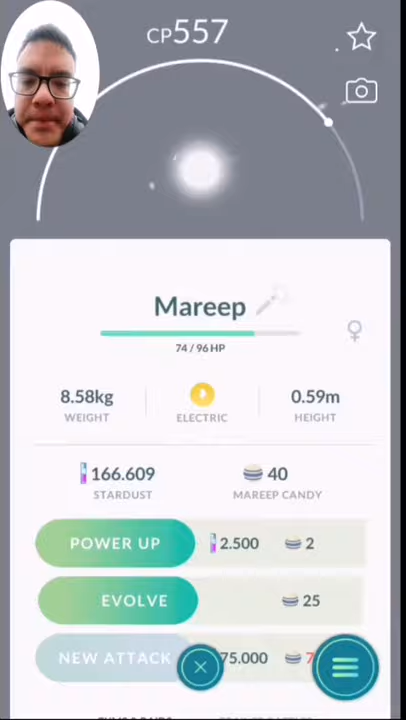 CP557
Mareep
74 / 96 HP
8.58kg
WEIGHT
ELECTRIC
0.59m
HEIGHT
166.609
STARDUST
40
MAREEP CANDY
POWER UP 2.500 2
EVOLVE 25
NEW ATTACK 75.000